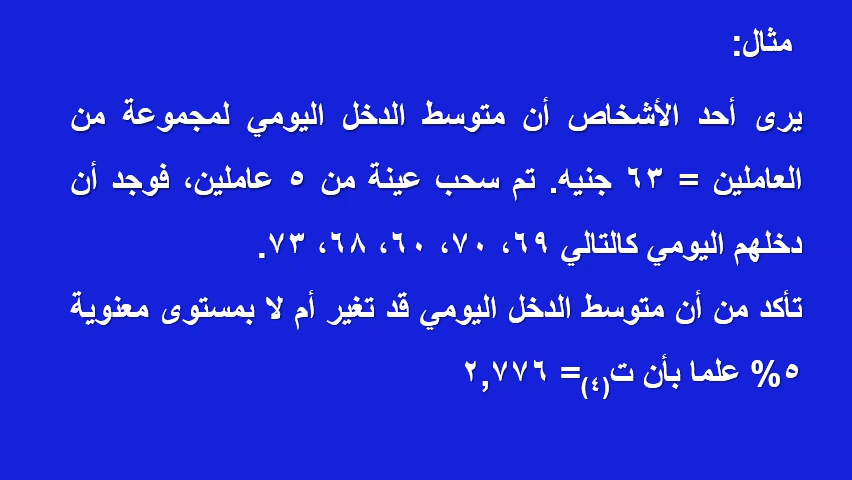 مثال:
يرى أحد الأشخاص أن متوسط الدخل اليومي لمجموعة من
العاملين = ٦٣ جنيه. تم سحب عينة من ٥ عاملين، فوجد أن
دخلهم اليومي كالتالي ٦٩، ٧٠، ٦٠، ٦٨، ٧٣.
تأكد من أن متوسط الدخل اليومي قد تغير أم لا بمستوى معنوية
٥% علما بأن ت(٤)= ٢,٧٧٦